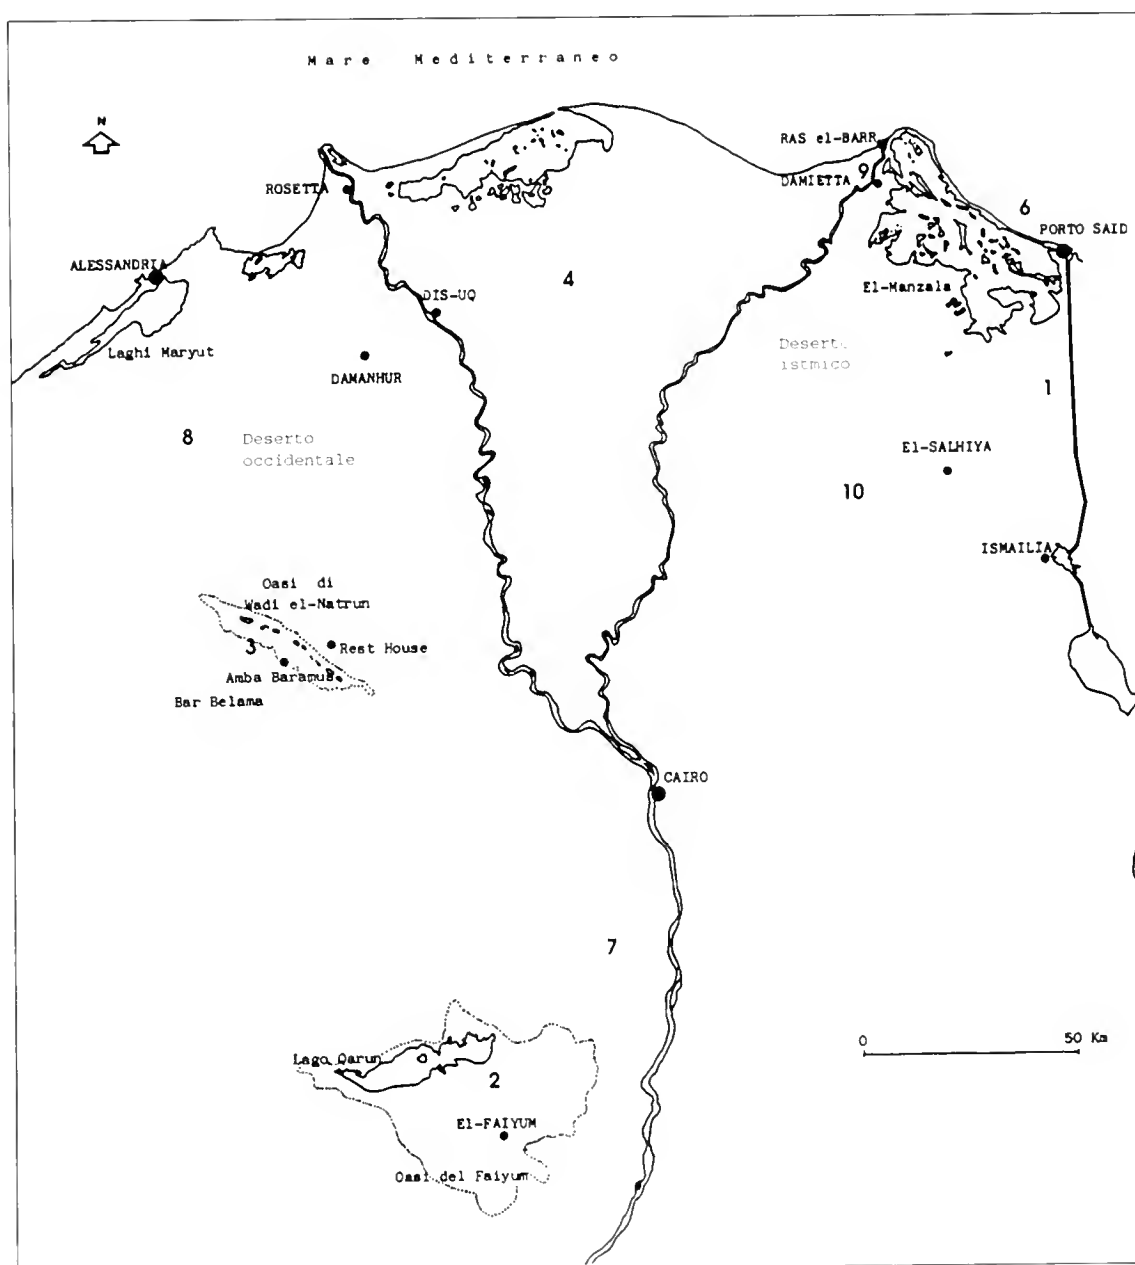 Mare Mediterraneo
N
RAS el-BARR
ROSETTA
DAMIETTA
9
6
PORTO SAID
ALESSANDRIA
4
El-Manzala
DIS-UQ
Laghi Maryut
Deserto
istmico
DAMANHUR
1
8
Deserto
occidentale
El-SALHIYA
10
ISMAILIA
Oasi di
Wadi el-Natrun
3
Rest House
Amba Baramus
Bar Belama
CAIRO
7
0 50 Km
Lago Qarun
2
El-FAIYUM
Oasi del Faiyum